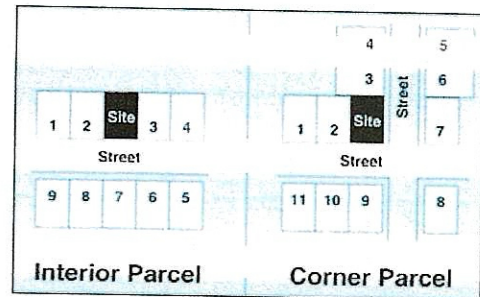 4 5
3 6
1 2 Site 3 4
Street
9 8 7 6 5
Interior Parcel
Street
1 2 Site 7
Street
11 10 9 8
Corner Parcel